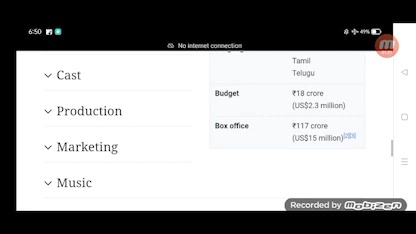 6:50
49%
No internet connection
Tamil
Telugu
Cast
Budget
₹18 crore
(US$2.3 million)
Production
Box office
₹117 crore
(US$15 million)
Marketing
Music
Recorded by MOBIZEN